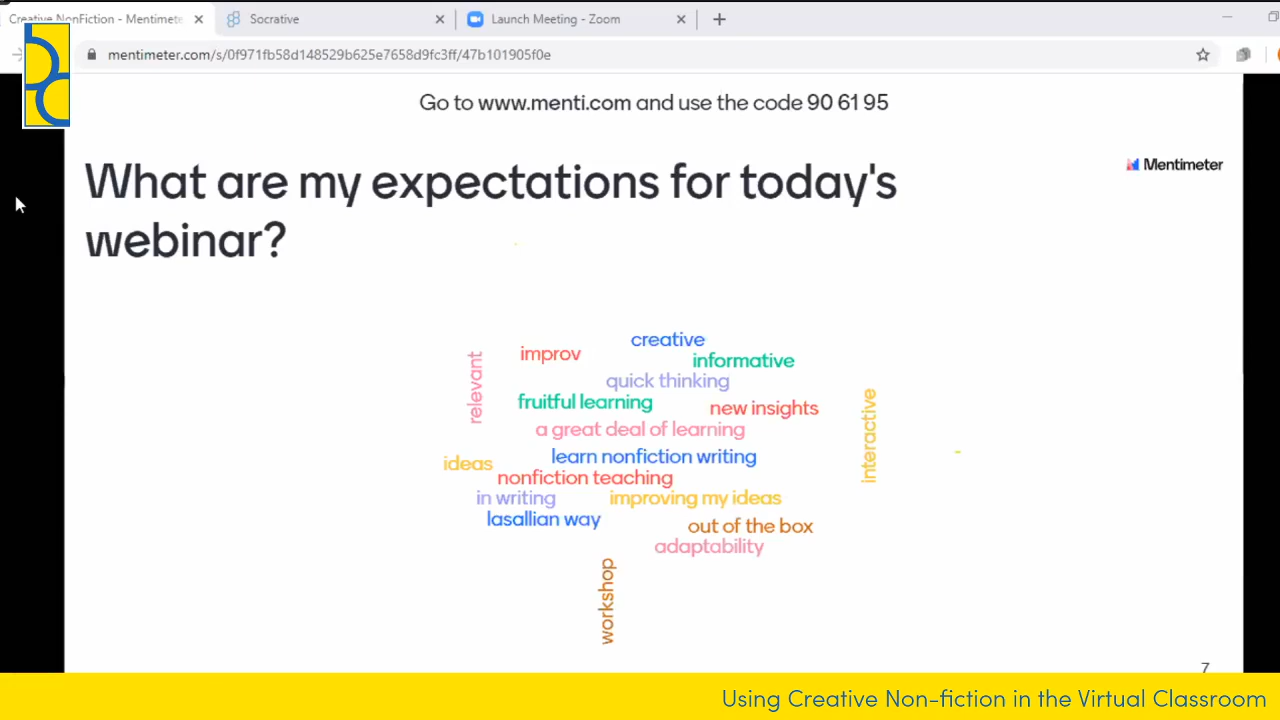 Creative NonFiction - Mentimete
Socrative
Launch Meeting - Zoom
mentimeter.com/s/0f971fb58d148529b625e7658d9fc3ff/47b101905f0e
Go to www.menti.com and use the code 90 61 95
What are my expectations for today's
webinar?
Mentimeter
creative
improv
informative
relevant
quick thinking
fruitful learning
new insights
interactive
a great deal of learning
learn nonfiction writing
ideas
nonfiction teaching
in writing
improving my ideas
lasallian way
out of the box
adaptability
workshop
7
Using Creative Non-fiction in the Virtual Classroom